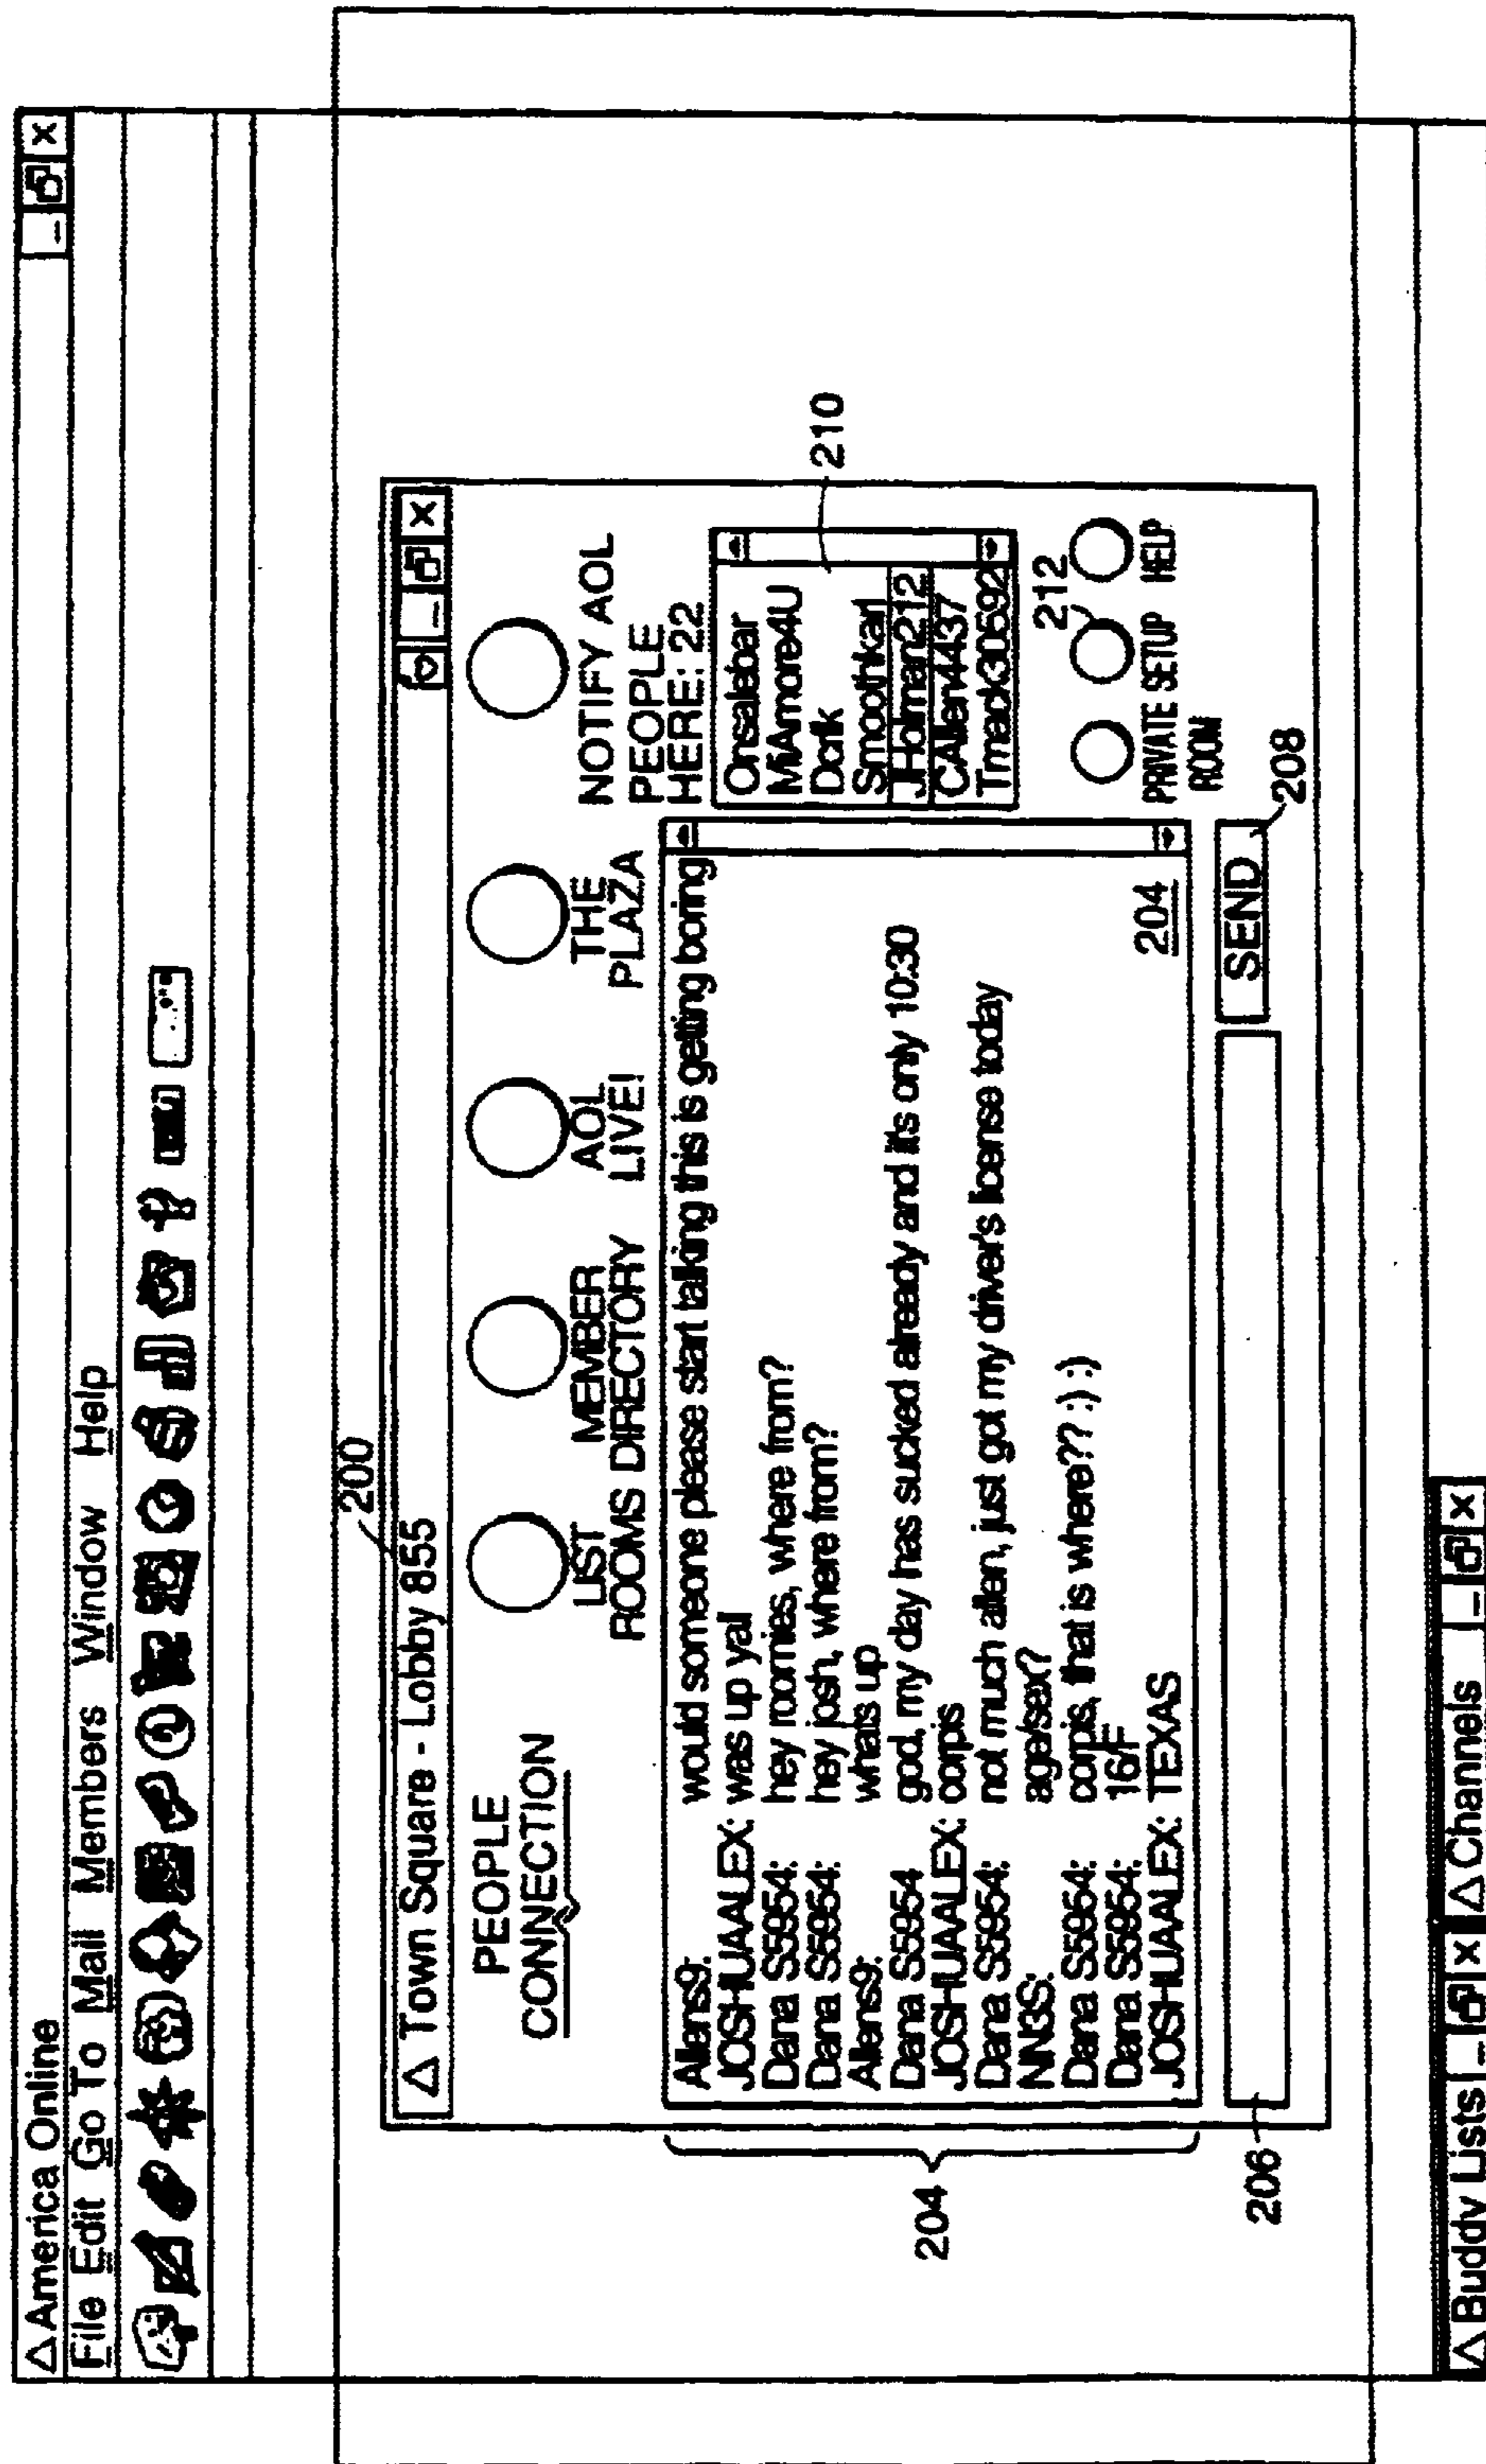 America Online
File Edit Go To Mail Members Window Help
200
Town Square - Lobby 855
PEOPLE
CONNECTION
LIST
ROOMS
MEMBER
DIRECTORY
AOL
LIVE!
THE
PLAZA
NOTIFY AOL
PEOPLE
HERE: 22
Allens9: would someone please start talking this is getting boring
JOSHUAALEX: was up yall
Dana S5954: hey roomies, where from?
Dana S5954: hey josh, where from?
Allens9: whats up
Dana S5954 god, my day has sucked already and it's only 10:30
JOSHUAALEX: corpis
Dana S5954: not much allen, just got my driver's license today
NN3S: age/sex?
Dana S5954: corpis, that is where?? :) :)
Dana S5954: 16/F
JOSHUAALEX: TEXAS
204
204
Onsalebar
MiAmore4U
Dcrik
Smoothkarl
JHolman212
CAllen4437
Tmack30592
210
212
PRIVATE
ROOM
SETUP
HELP
206
SEND
208
Buddy Lists
Channels